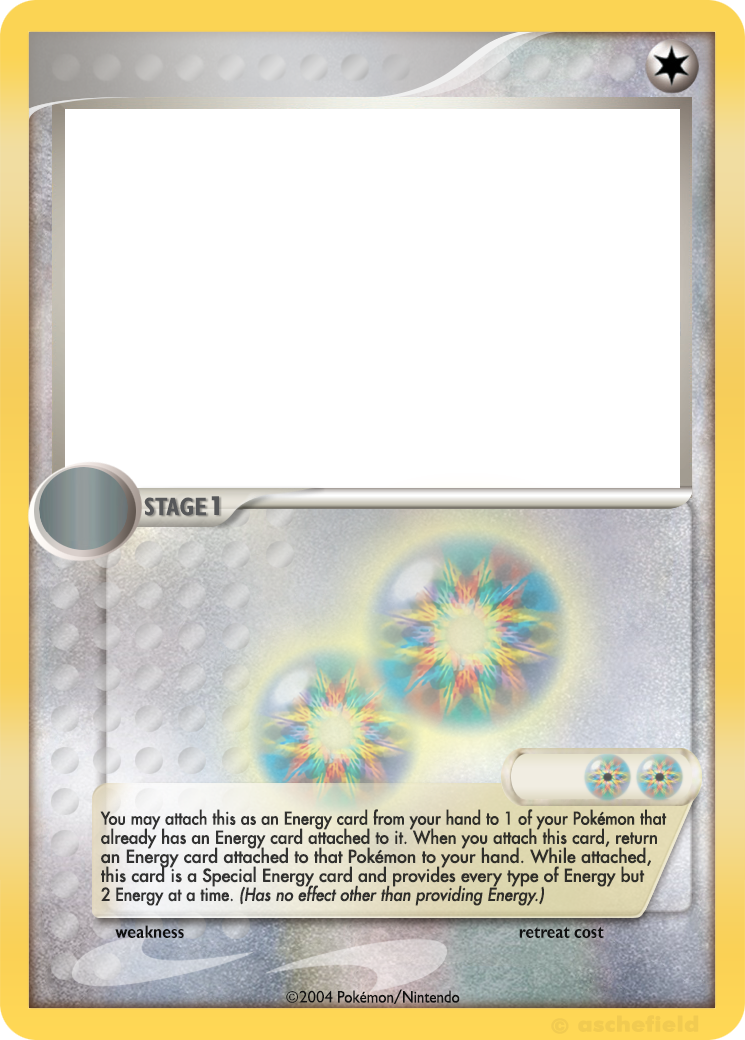 STAGE 1
You may attach this as an Energy card from your hand to 1 of your Pokémon that
already has an Energy card attached to it. When you attach this card, return
an Energy card attached to that Pokémon to your hand. While attached,
this card is a Special Energy card and provides every type of Energy but
2 Energy at a time. (Has no effect other than providing Energy.)
weakness retreat cost
©2004 Pokémon/Nintendo
© aschefield